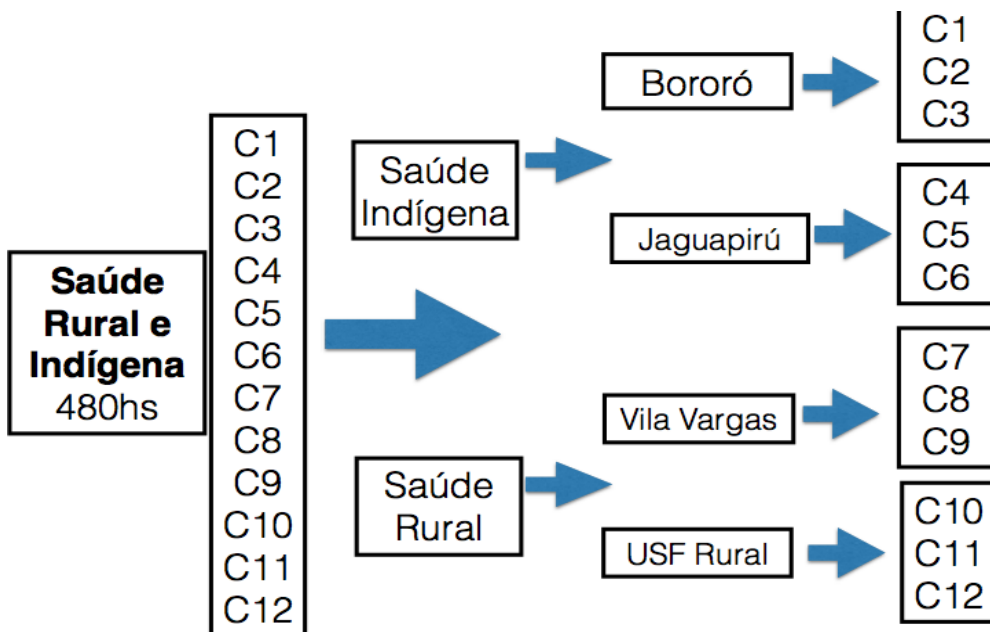 Saúde
Rural e
Indígena
480hs
C1
C2
C3
C4
C5
C6
C7
C8
C9
C10
C11
C12
Saúde
Indígena
Bororó
C1
C2
C3
Jaguapirú
C4
C5
C6
Saúde
Rural
Vila Vargas
C7
C8
C9
USF Rural
C10
C11
C12